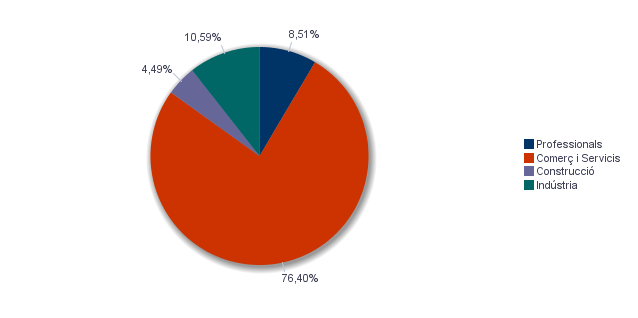 8,51%
10,59%
4,49%
76,40%
Professionals
Comerç i Servicis
Construcció
Indústria